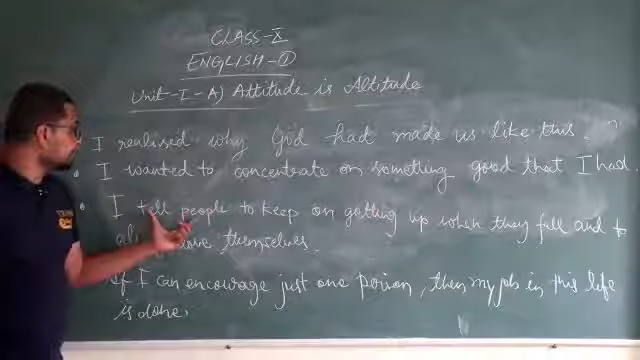 CLASS-X
ENGLISH-①
Unit-I-A) Attitude is Altitude
I realised why God had made us like this."
I wanted to concentrate on something good that I had.
I tell people to keep on getting up when they fall and to
love themselves.
If I can encourage just one person, then my job in this life
is done.